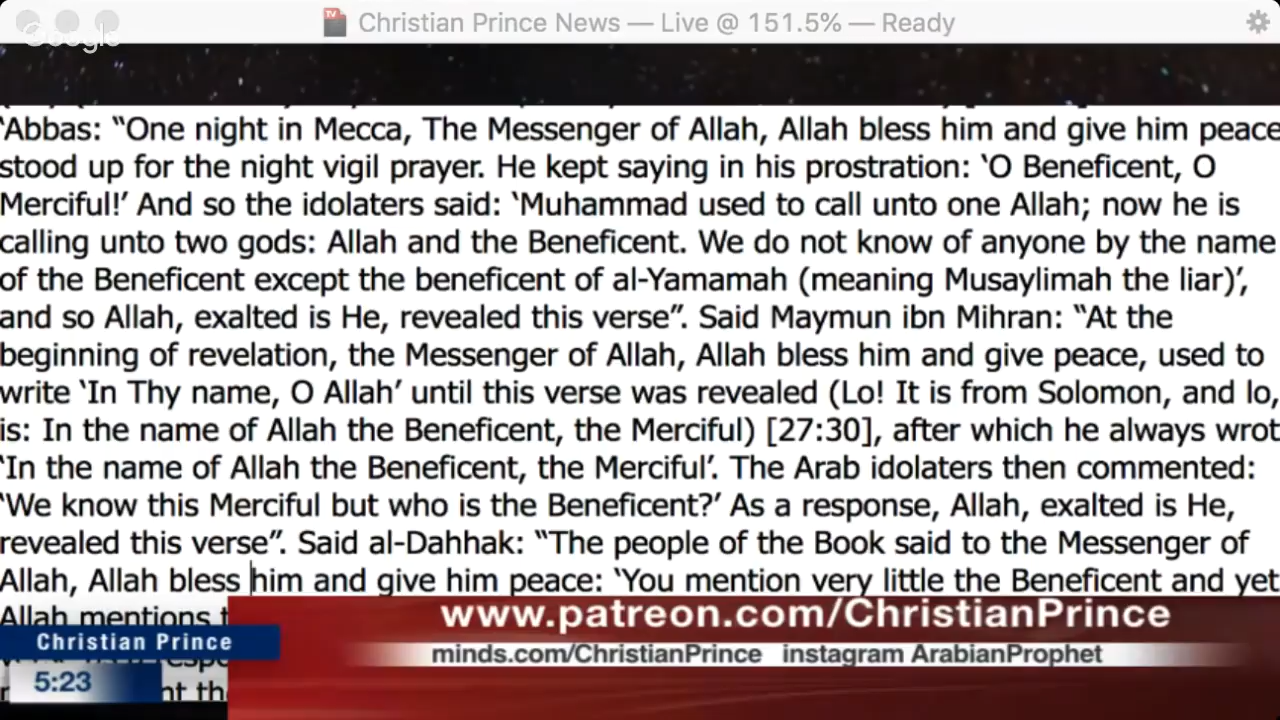 Christian Prince News — Live @ 151.5% — Ready
TV
Google
‘Abbas: “One night in Mecca, The Messenger of Allah, Allah bless him and give him peace
stood up for the night vigil prayer. He kept saying in his prostration: ‘O Beneficent, O
Merciful!’ And so the idolaters said: ‘Muhammad used to call unto one Allah; now he is
calling unto two gods: Allah and the Beneficent. We do not know of anyone by the name
of the Beneficent except the beneficent of al-Yamamah (meaning Musaylimah the liar)’,
and so Allah, exalted is He, revealed this verse”. Said Maymun ibn Mihran: “At the
beginning of revelation, the Messenger of Allah, Allah bless him and give peace, used to
write ‘In Thy name, O Allah’ until this verse was revealed (Lo! It is from Solomon, and lo,
is: In the name of Allah the Beneficent, the Merciful) [27:30], after which he always wrot
‘In the name of Allah the Beneficent, the Merciful’. The Arab idolaters then commented:
‘We know this Merciful but who is the Beneficent?’ As a response, Allah, exalted is He,
revealed this verse”. Said al-Dahhak: “The people of the Book said to the Messenger of
Allah, Allah bless him and give him peace: ‘You mention very little the Beneficent and yet
Allah mentions
www.patreon.com/ChristianPrince
Christian Prince
minds.com/ChristianPrince instagram ArabianProphet
5:23